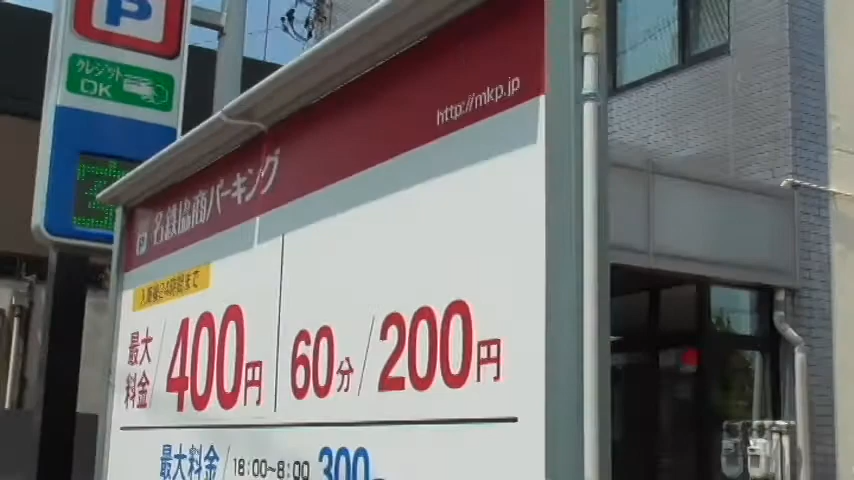 P
クレジット
OK
http://mkp.jp
P 名鉄協商パーキング
入庫後24時間まで
最大料金/400円
60分/200円
最大料金/18:00~8:00 300